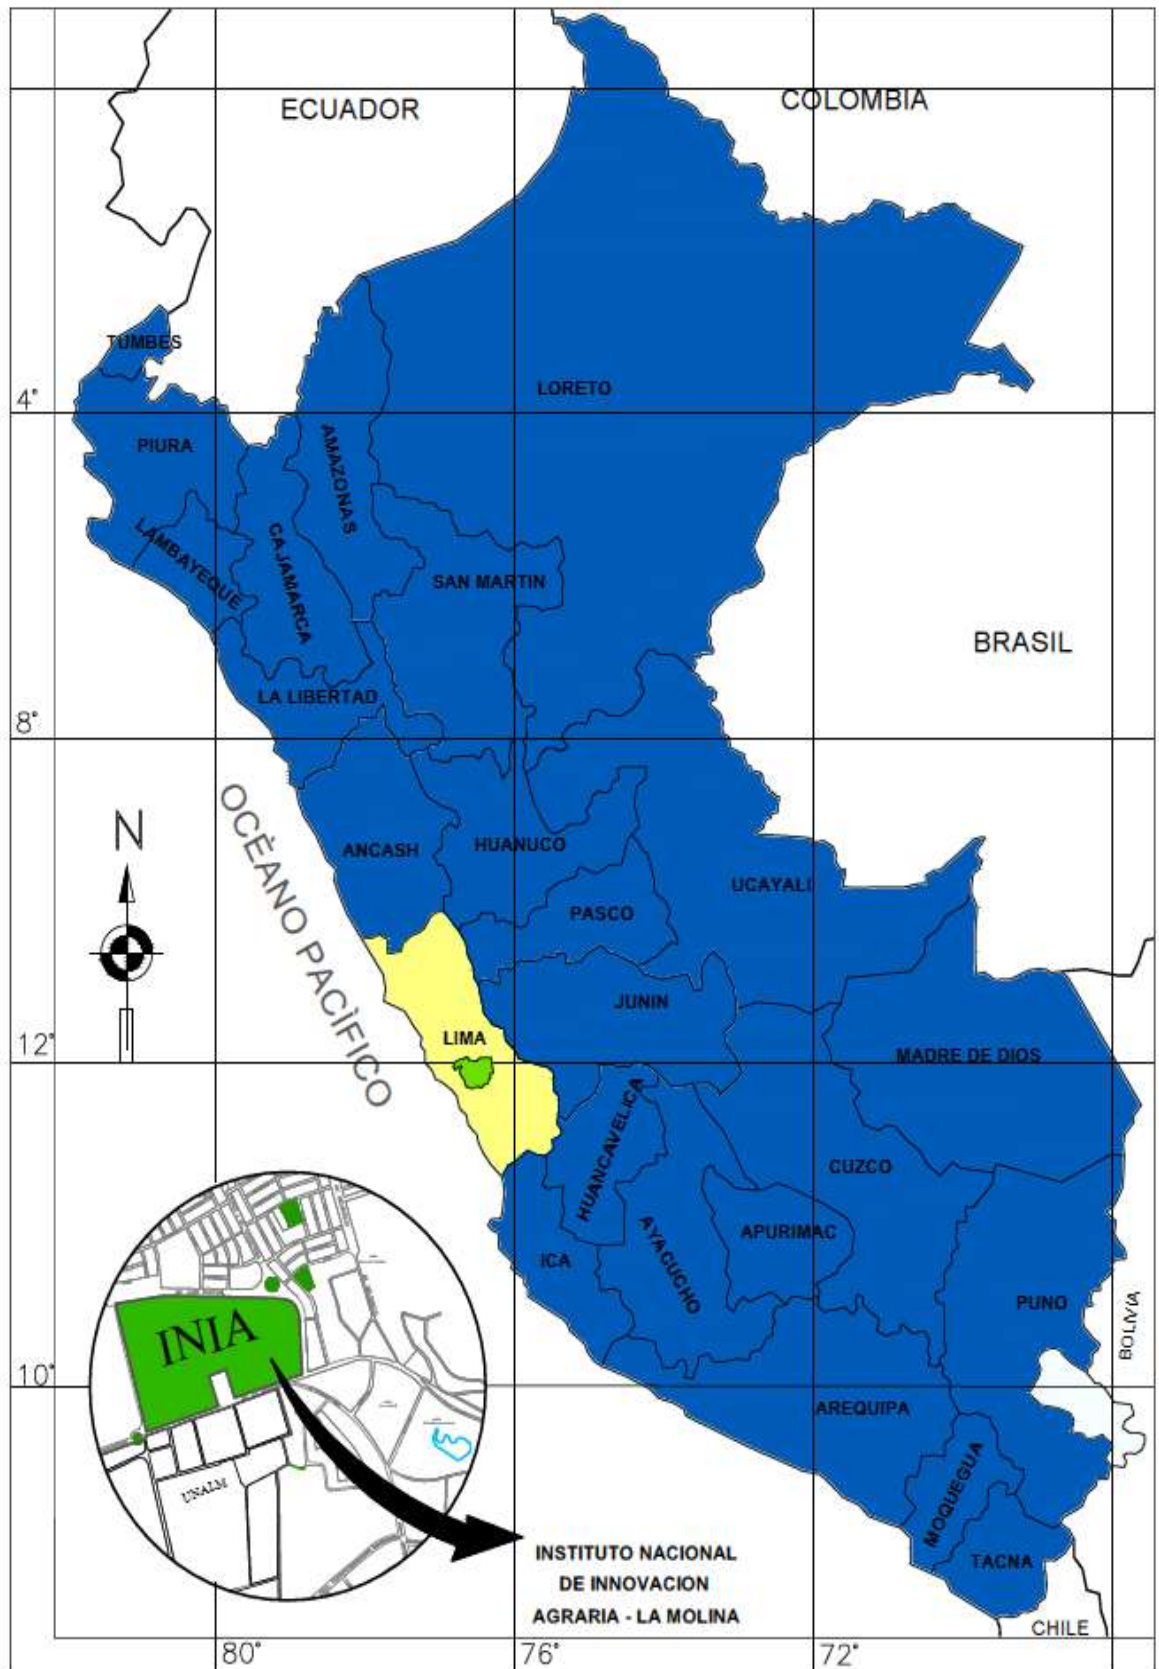 ECUADOR
COLOMBIA
TUMBES
LORETO
4°
PIURA
AMAZONAS
LAMBAYEQUE
CAJAMARCA
SAN MARTIN
BRASIL
LA LIBERTAD
8°
OCÈANO PACÌFICO
N
ANCASH
HUANUCO
UCAYALI
PASCO
JUNIN
LIMA
12°
MADRE DE DIOS
HUANCAVELICA
CUZCO
AYACUCHO
APURIMAC
ICA
PUNO
BOLIVIA
INIA
10°
AREQUIPA
MOQUEGUA
UNALM
TACNA
INSTITUTO NACIONAL
DE INNOVACION
AGRARIA - LA MOLINA
CHILE
80°
76°
72°